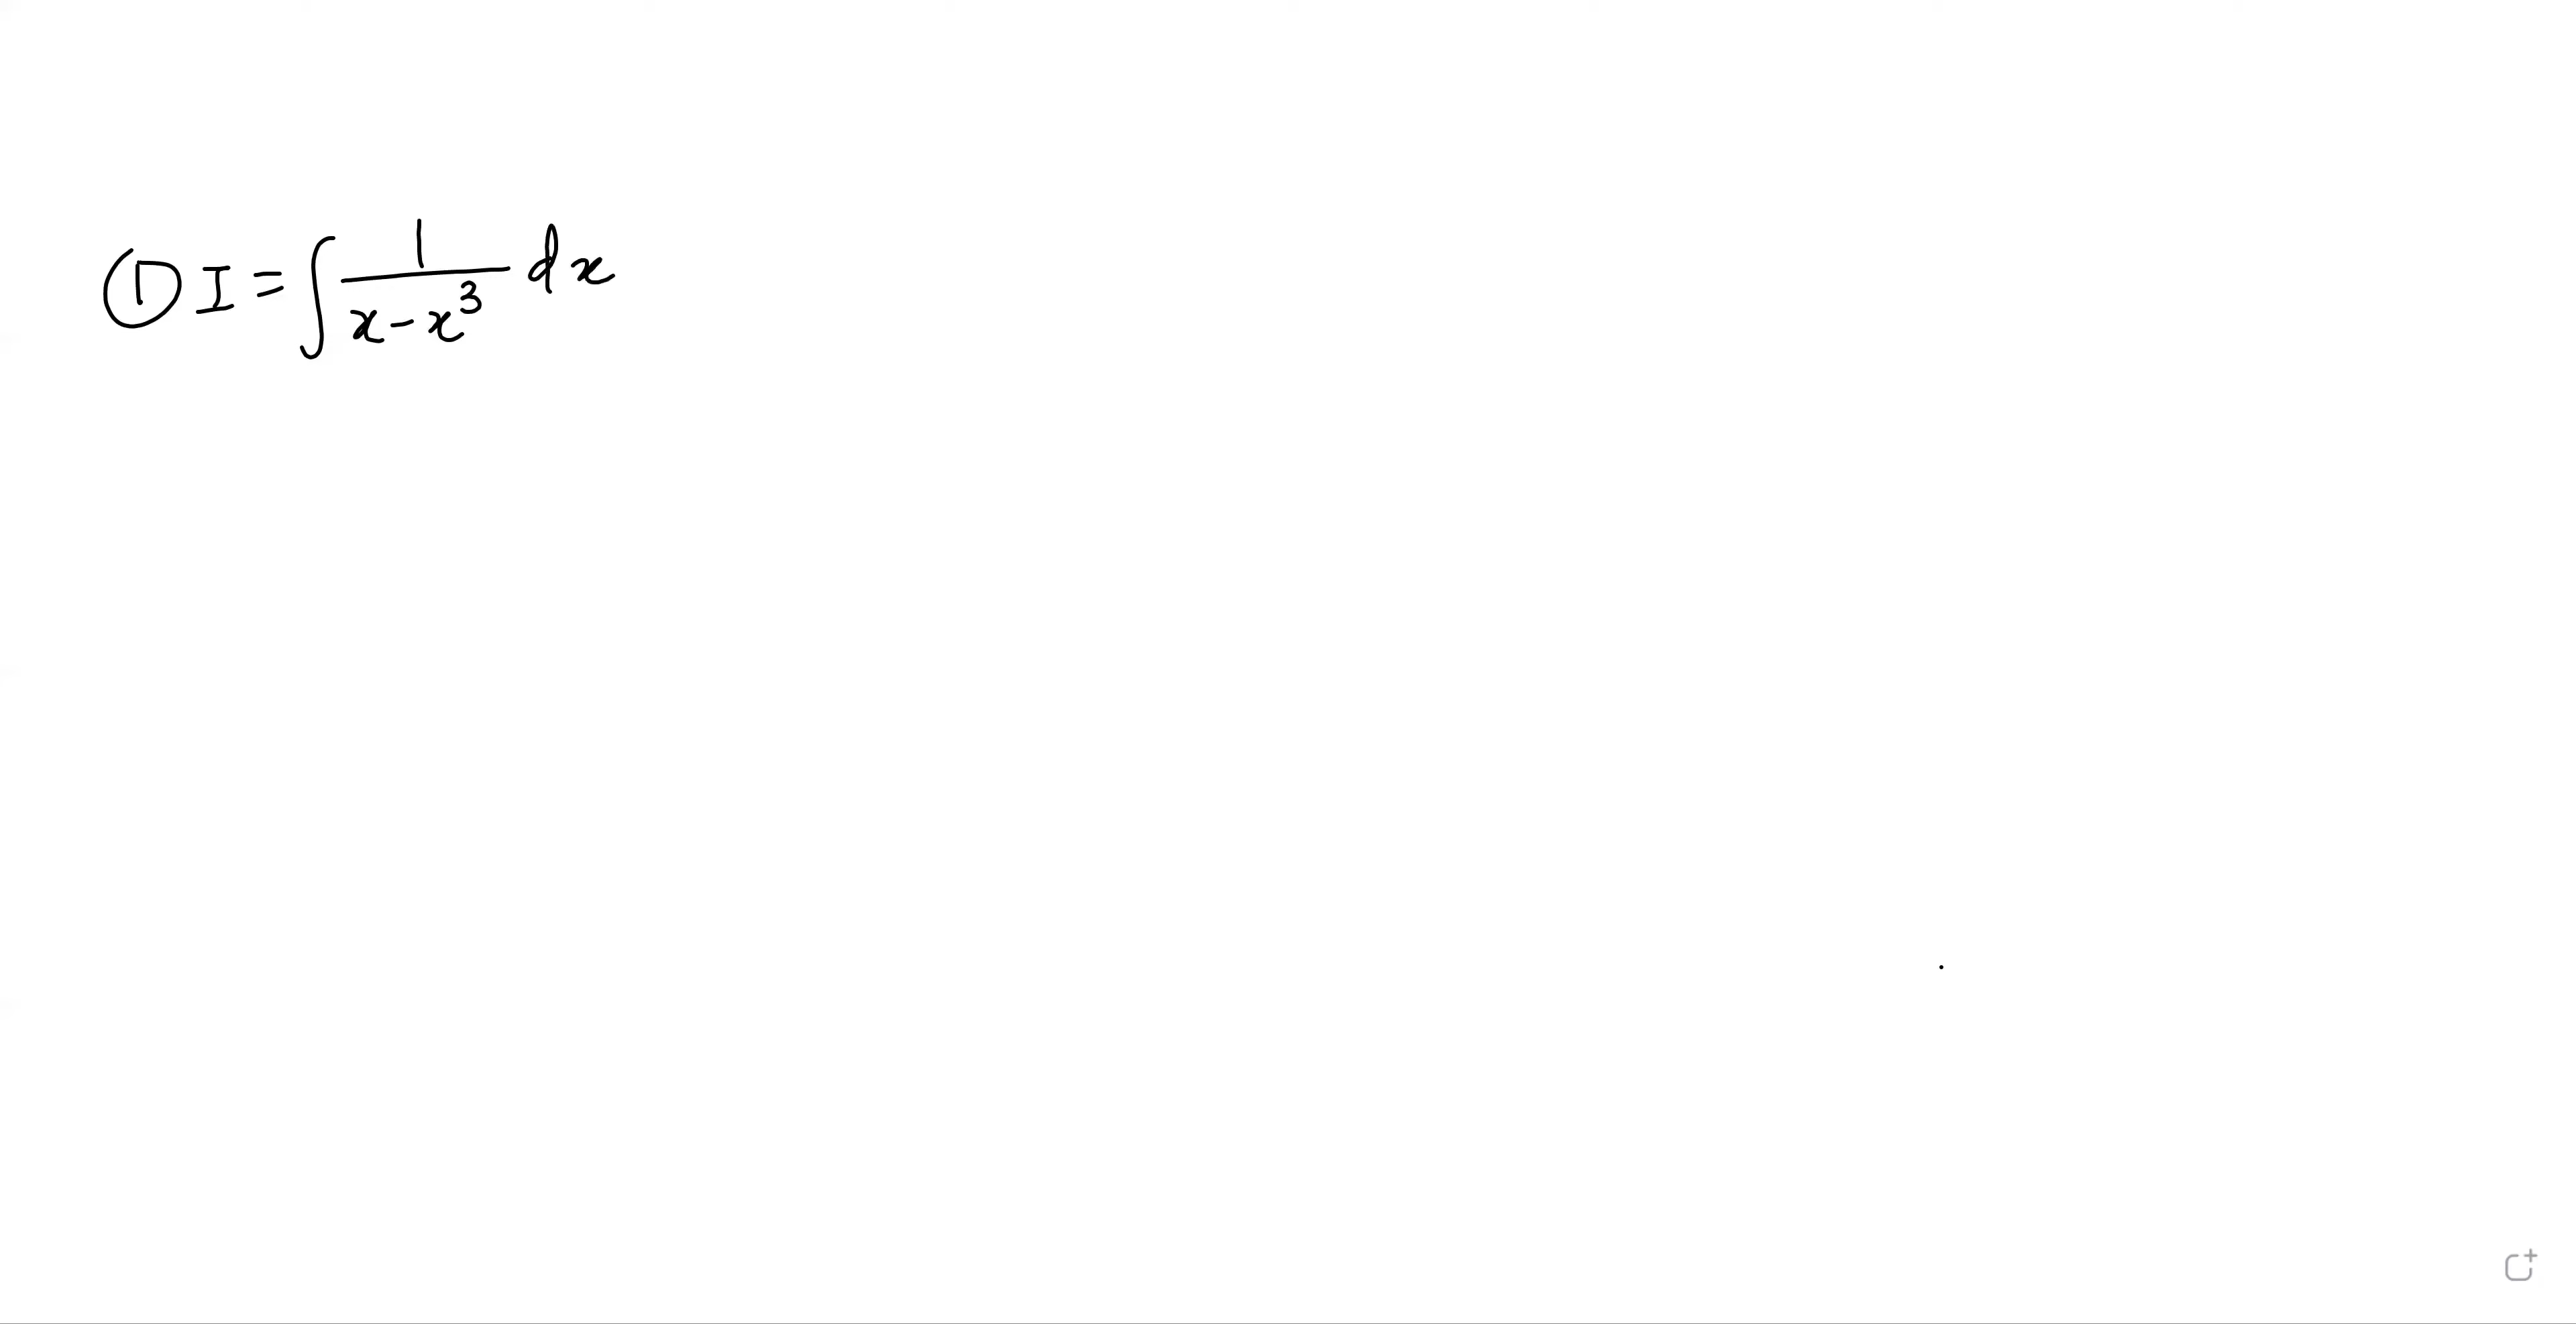 ① I = ∫ 1/(x - x³) dx